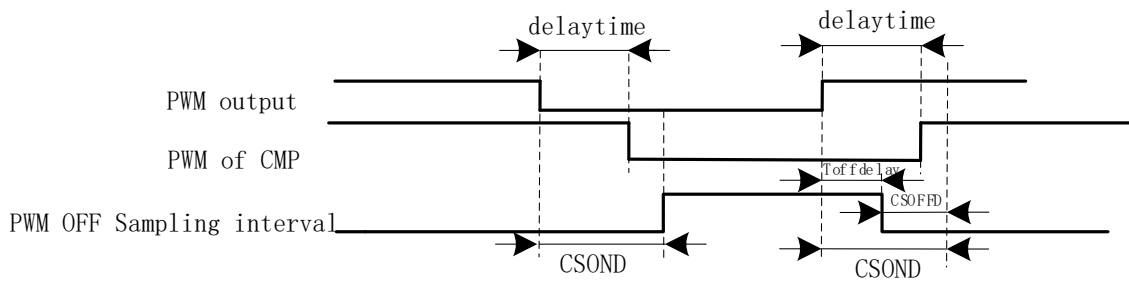 delaytime
delaytime
PWM output
PWM of CMP
Toffdelay
CSOFFD
PWM OFF Sampling interval
CSOND
CSOND